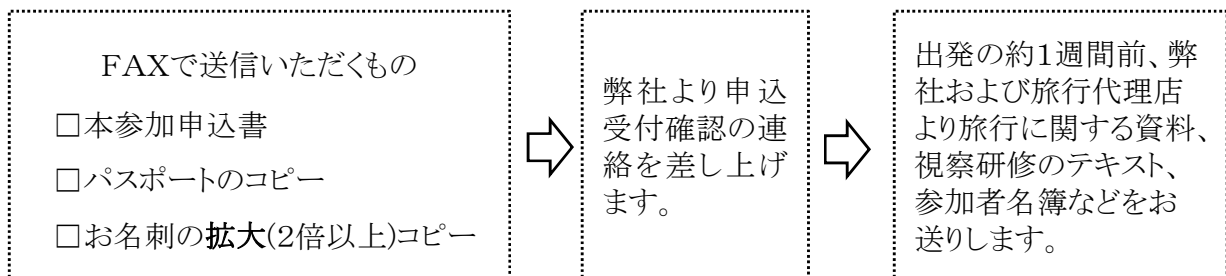 FAXで送信いただくもの
□本参加申込書
□パスポートのコピー
□お名刺の拡大(2倍以上)コピー
弊社より申込
受付確認の連
絡を差し上げ
ます。
出発の約1週間前、弊
社および旅行代理店
より旅行に関する資料、
視察研修のテキスト、
参加者名簿などをお
送りします。